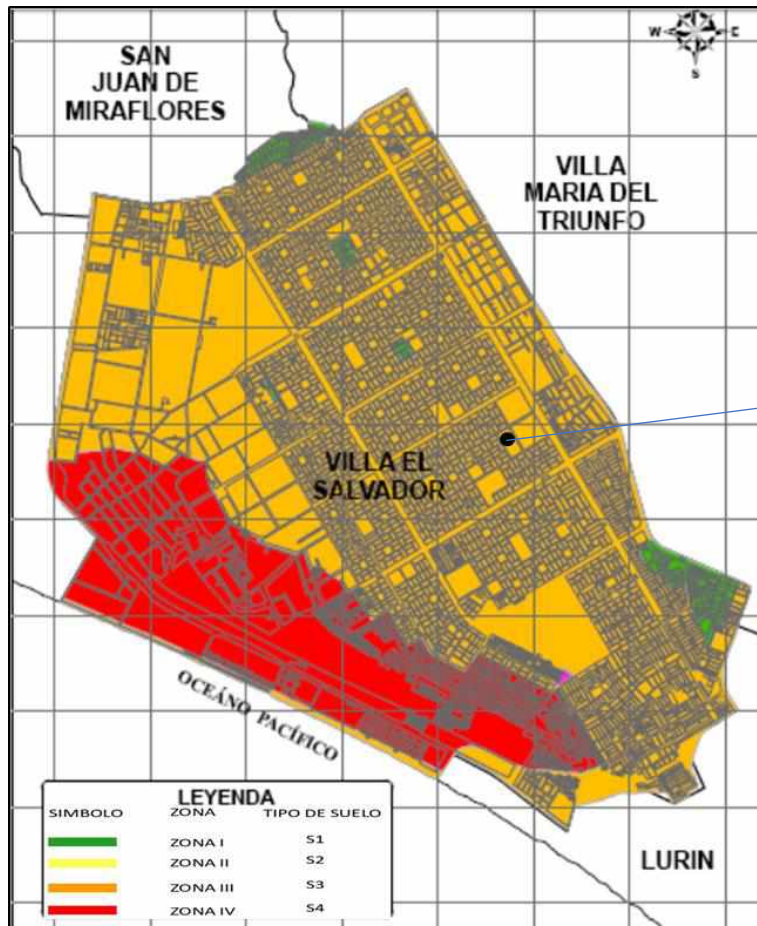 SAN
JUAN DE
MIRAFLORES
W E
S
VILLA
MARIA DEL
TRIUNFO
VILLA EL
SALVADOR
OCEÁNO PACÍFICO
LURIN
LEYENDA
SIMBOLO ZONA TIPO DE SUELO
ZONA I S1
ZONA II S2
ZONA III S3
ZONA IV S4